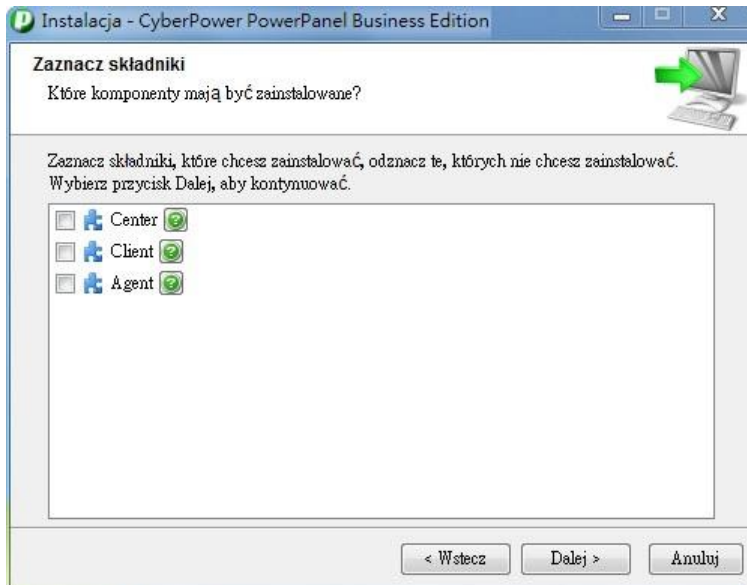 Instalacja - CyberPower PowerPanel Business Edition
Zaznacz składniki
Które komponenty mają być zainstalowane?
Zaznacz składniki, które chcesz zainstalować, odznacz te, których nie chcesz zainstalować.
Wybierz przycisk Dalej, aby kontynuować.
Center
Client
Agent
< Wstecz
Dalej >
Anuluj